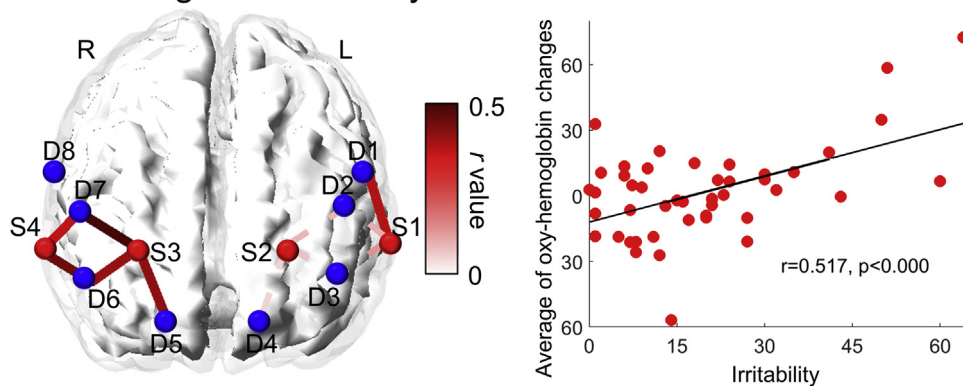 R
L
D8
D7
S4
S3
D6
D5
D1
D2
S1
S2
D3
D4
0.5
r value
0
Average of oxy-hemoglobin changes
60
30
0
30
60
r=0.517, p<0.000
0
15
30
45
60
Irritability